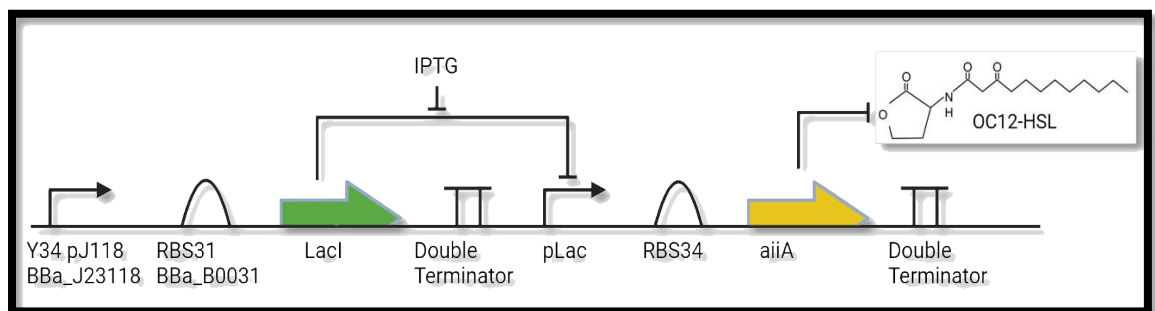 IPTG
O
O
O
O
N
H
OC12-HSL
Y34 pJ118
BBa_J23118
RBS31
BBa_B0031
LacI
Double
Terminator
pLac
RBS34
aiiA
Double
Terminator